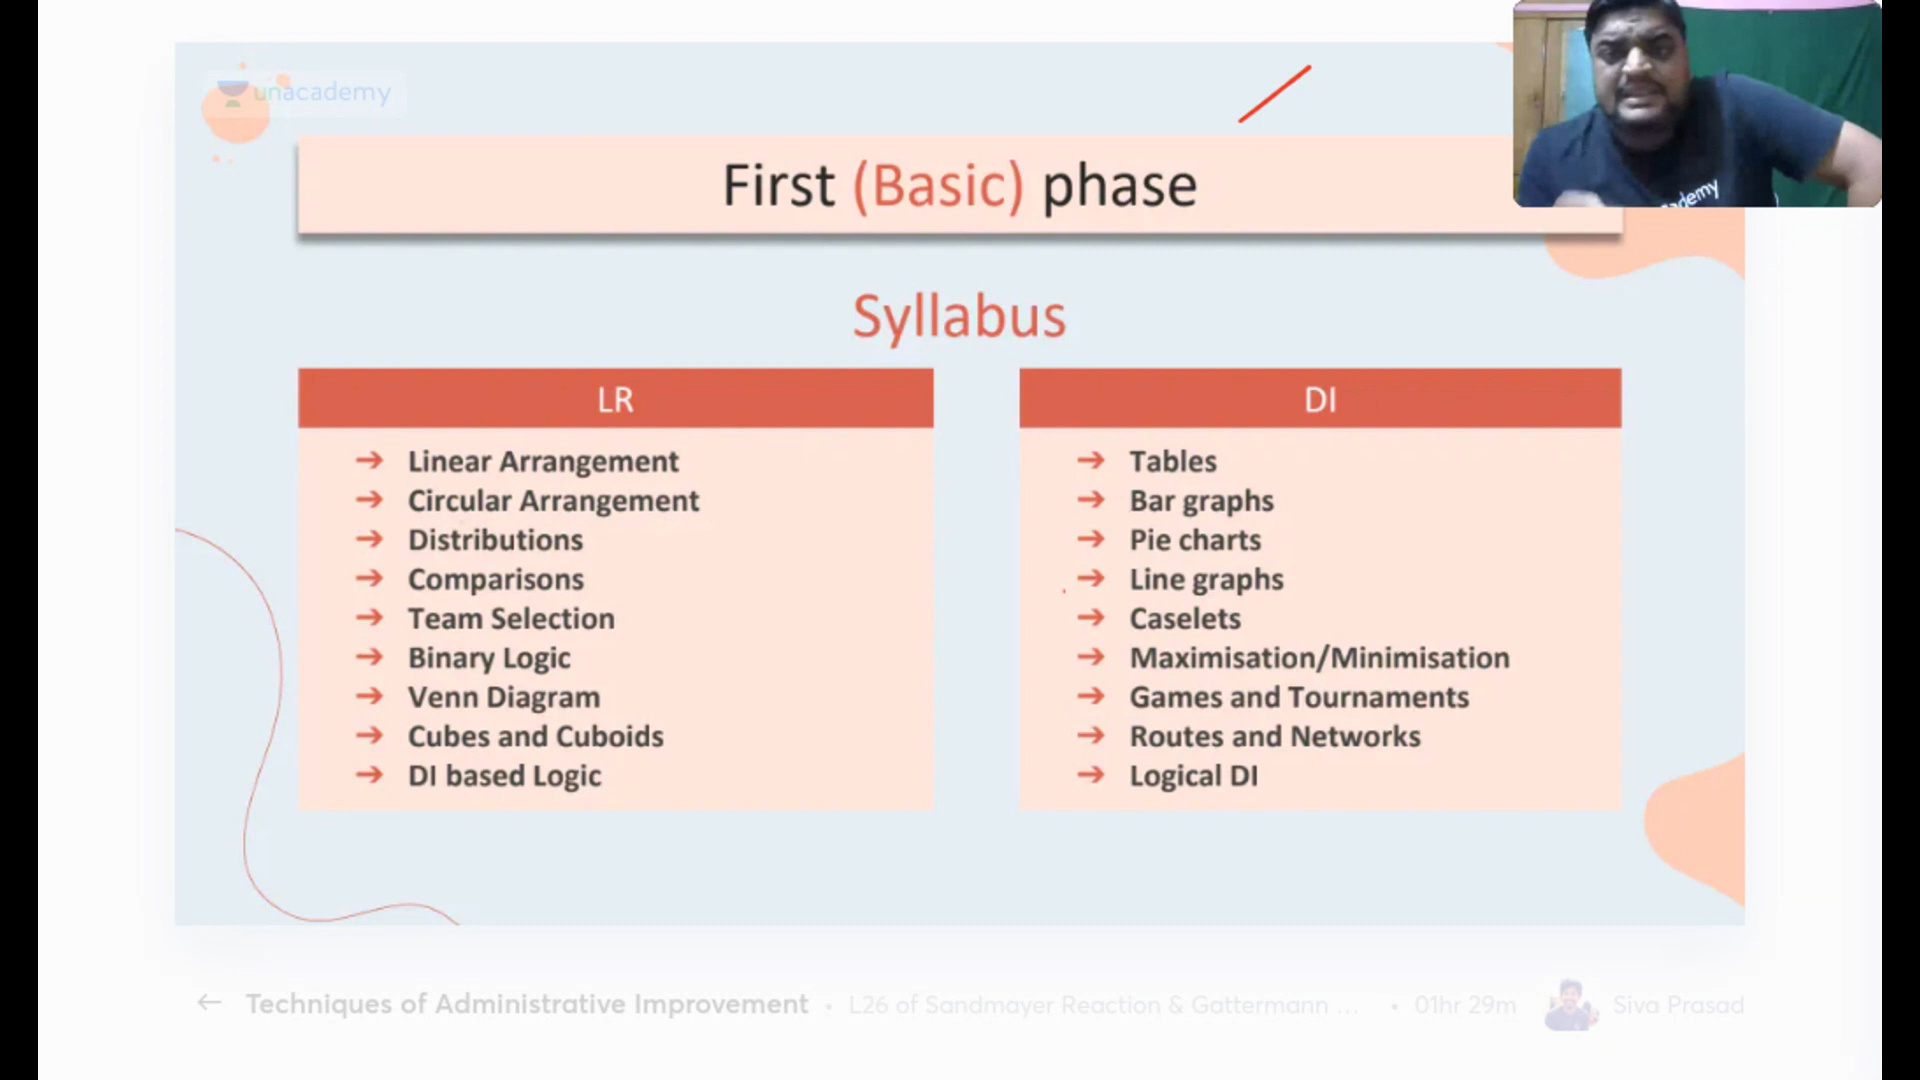 unacademy
First (Basic) phase
Syllabus
LR
➔ Linear Arrangement
➔ Circular Arrangement
➔ Distributions
➔ Comparisons
➔ Team Selection
➔ Binary Logic
➔ Venn Diagram
➔ Cubes and Cuboids
➔ DI based Logic
DI
➔ Tables
➔ Bar graphs
➔ Pie charts
➔ Line graphs
➔ Caselets
➔ Maximisation/Minimisation
➔ Games and Tournaments
➔ Routes and Networks
➔ Logical DI
ademy
← Techniques of Administrative Improvement • L26 of Sandmayer Reaction & Gattermann ... • 01hr 29m Siva Prasad